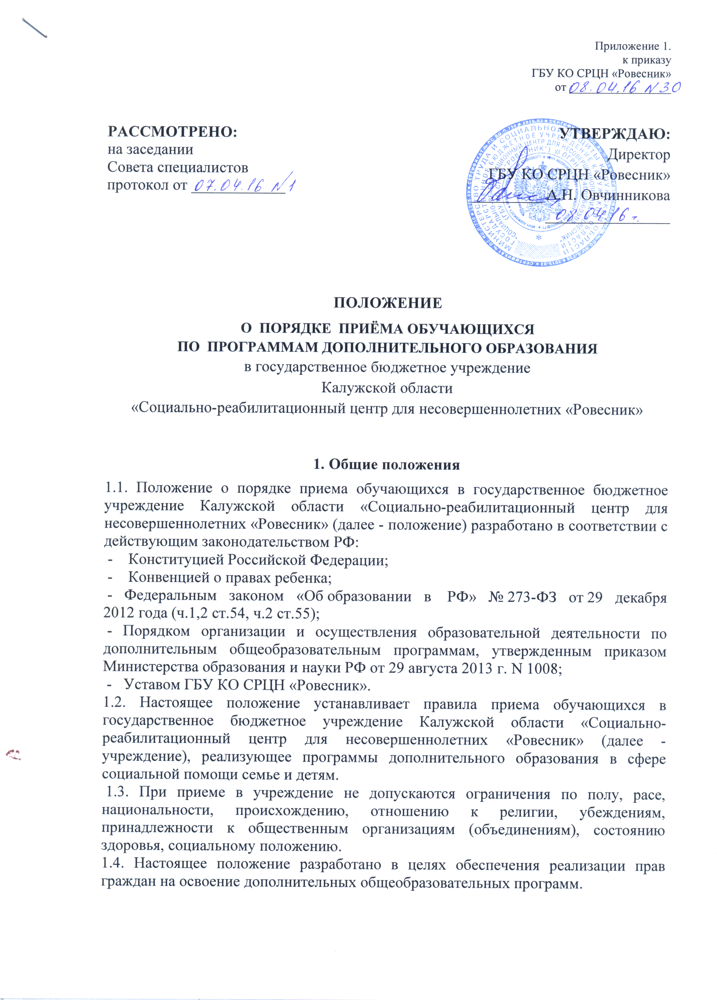 Приложение 1.
к приказу
ГБУ КО СРЦН «Ровесник»
от 08.04.16 N 30
РАССМОТРЕНО:
на заседании
Совета специалистов
протокол от 07.04.16 N1
УТВЕРЖДАЮ:
Директор
ГБУ КО СРЦН «Ровесник»
А.Н. Овчинникова
08.04.16 г.
ПОЛОЖЕНИЕ
О ПОРЯДКЕ ПРИЁМА ОБУЧАЮЩИХСЯ
ПО ПРОГРАММАМ ДОПОЛНИТЕЛЬНОГО ОБРАЗОВАНИЯ
в государственное бюджетное учреждение
Калужской области
«Социально-реабилитационный центр для несовершеннолетних «Ровесник»
1. Общие положения
1.1. Положение о порядке приема обучающихся в государственное бюджетное
учреждение Калужской области «Социально-реабилитационный центр для
несовершеннолетних «Ровесник» (далее - положение) разработано в соответствии с
действующим законодательством РФ:
- Конституцией Российской Федерации;
- Конвенцией о правах ребенка;
- Федеральным законом «Об образовании в РФ» № 273-ФЗ от 29 декабря
2012 года (ч.1,2 ст.54, ч.2 ст.55);
- Порядком организации и осуществления образовательной деятельности по
дополнительным общеобразовательным программам, утвержденным приказом
Министерства образования и науки РФ от 29 августа 2013 г. N 1008;
- Уставом ГБУ КО СРЦН «Ровесник».
1.2. Настоящее положение устанавливает правила приема обучающихся в
государственное бюджетное учреждение Калужской области «Социально-
реабилитационный центр для несовершеннолетних «Ровесник» (далее -
учреждение), реализующее программы дополнительного образования в сфере
социальной помощи семье и детям.
1.3. При приеме в учреждение не допускаются ограничения по полу, расе,
национальности, происхождению, отношению к религии, убеждениям,
принадлежности к общественным организациям (объединениям), состоянию
здоровья, социальному положению.
1.4. Настоящее положение разработано в целях обеспечения реализации прав
граждан на освоение дополнительных общеобразовательных программ.